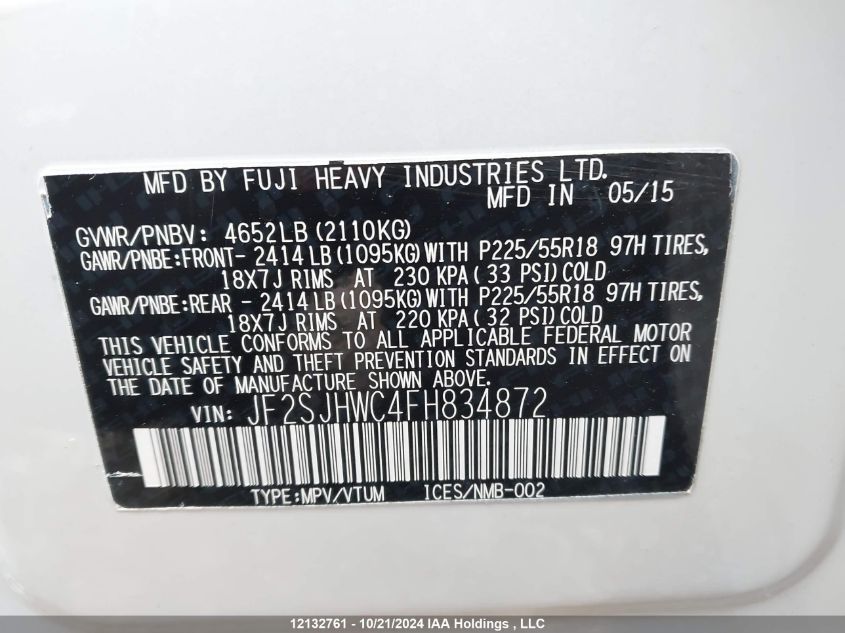 MFD BY FUJI HEAVY INDUSTRIES LTD.
MFD IN 05/15
GVWR/PNBV: 4652LB (2110KG)
GAWR/PNBE:FRONT- 2414 LB (1095KG) WITH P225/55R18 97H TIRES,
18X7J RIMS AT 230 KPA( 33 PSI) COLD
GAWR/PNBE:REAR - 2414 LB (1095KG) WITH P225/55R18 97H TIRES,
18X7J RIMS AT 220 KPA( 32 PSI) COLD
THIS VEHICLE CONFORMS TO ALL APPLICABLE FEDERAL MOTOR
VEHICLE SAFETY AND THEFT PREVENTION STANDARDS IN EFFECT ON
THE DATE OF MANUFACTURE SHOWN ABOVE.
VIN: JF2SJHWC4FH834872
TYPE:MPV/VTUM ICES/NMB-002
12132761 - 10/21/2024 IAA Holdings , LLC